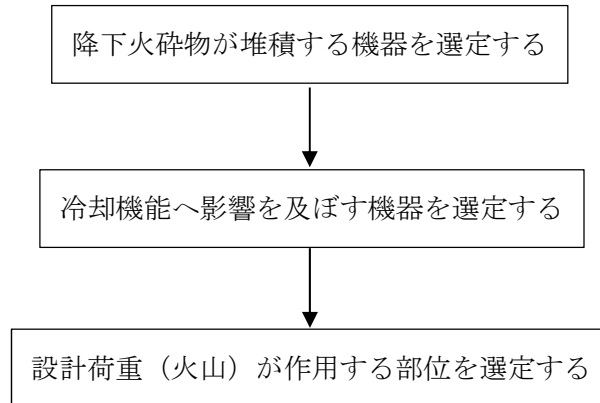 降下火砕物が堆積する機器を選定する
冷却機能へ影響を及ぼす機器を選定する
設計荷重（火山）が作用する部位を選定する